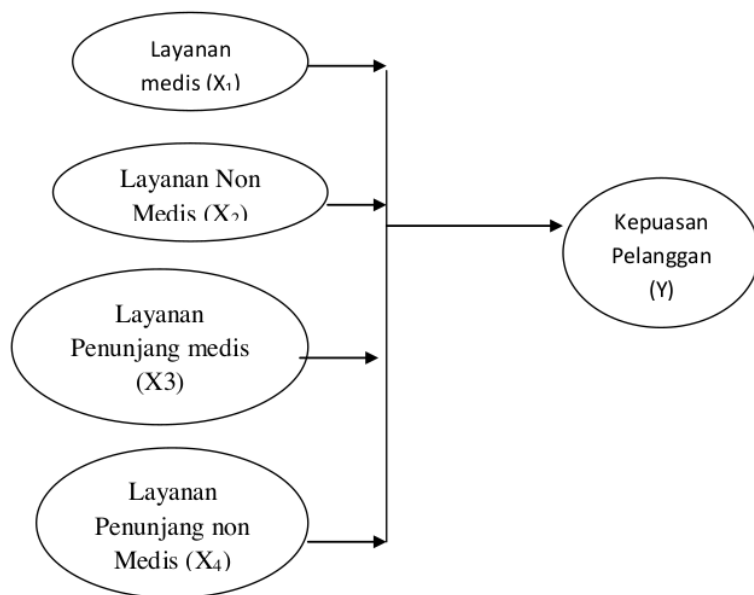 Layanan
medis (X₁)
Layanan Non
Medis (X₂)
Layanan
Penunjang medis
(X3)
Layanan
Penunjang non
Medis (X₄)
Kepuasan
Pelanggan
(Y)